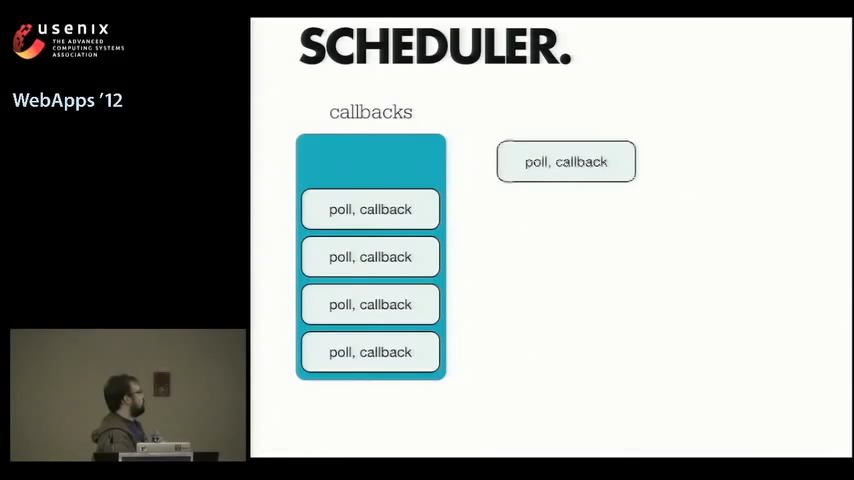 usenix
THE ADVANCED
COMPUTING SYSTEMS
ASSOCIATION
WebApps '12
SCHEDULER.
callbacks
poll, callback
poll, callback
poll, callback
poll, callback
poll, callback